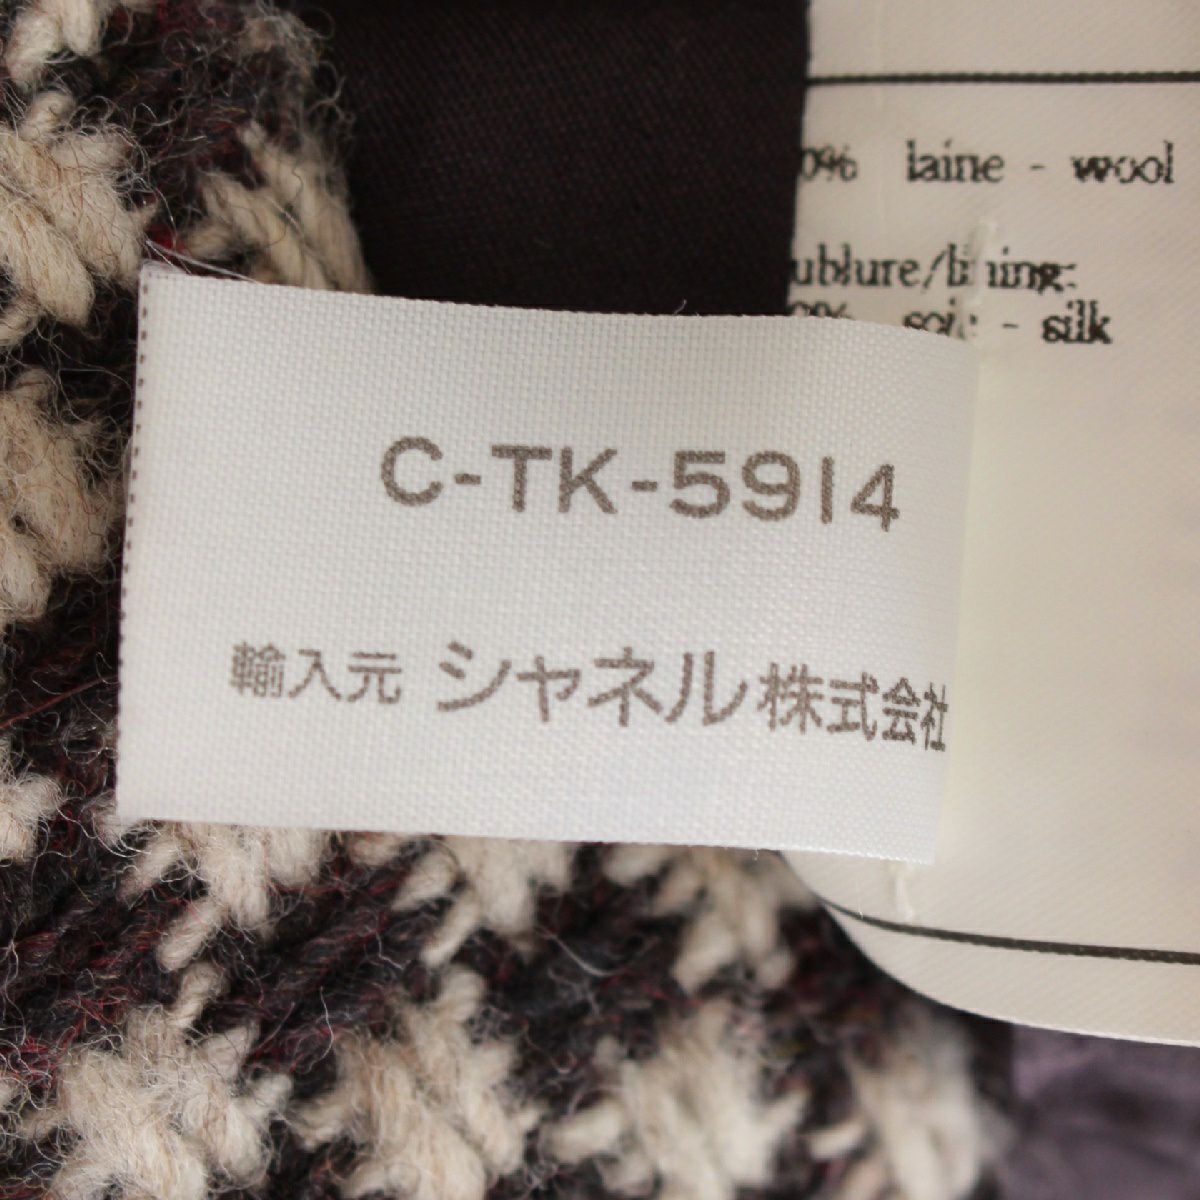 0% laine - wool
ublure/lining:
0% soie - silk
C-TK-5914
輸入元 シャネル株式会社